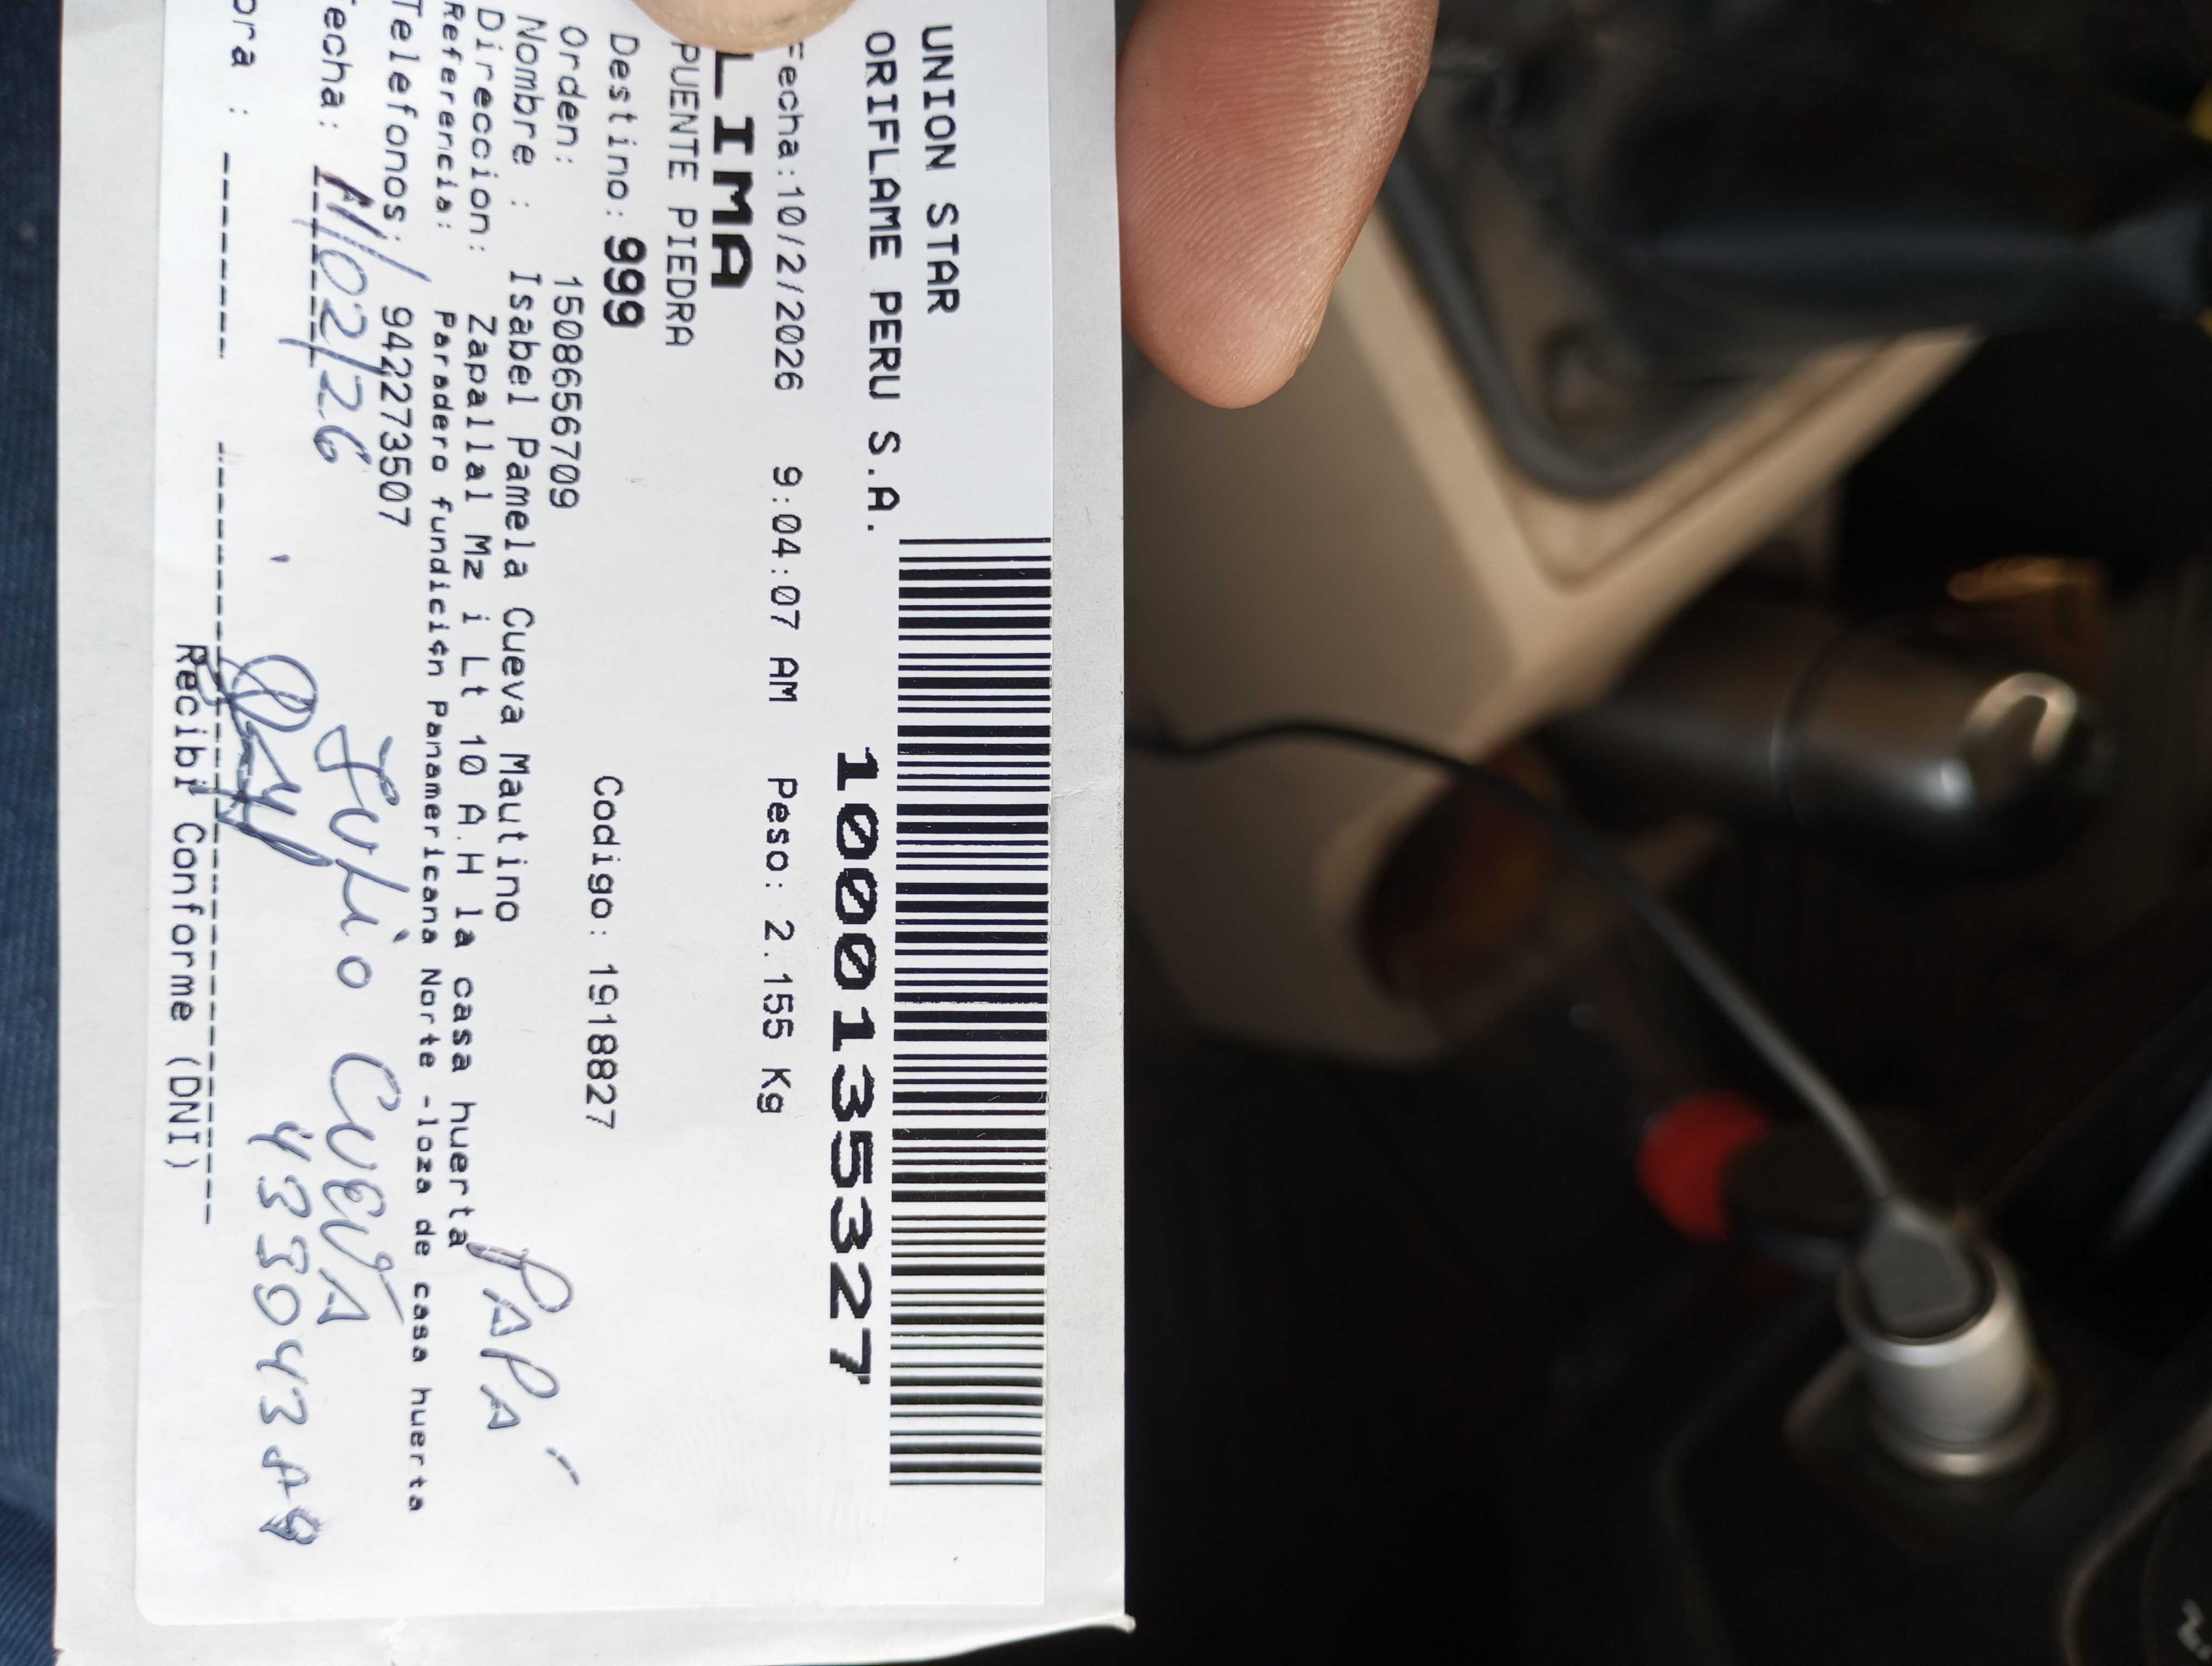 UNION STAR
ORIFLAME PERU S.A.
1000135327
Fecha:10/2/2026 9:04:07 AM Peso: 2.155 Kg
LIMA
PUENTE PIEDRA
Destino: 999 Codigo: 1918827
Orden: 1508656709
Nombre : Isabel Pamela Cueva Mautino
Direccion: Zapallal Mz i Lt 10 A.H la casa huerta
PAPÁ
Referencia: Paradero fundición Panamericana Norte -loza de casa huerta
Telefonos: 942273507
fecha: 11/02/26 Julio CUEVA
ora :
Recibí Conforme (DNI)